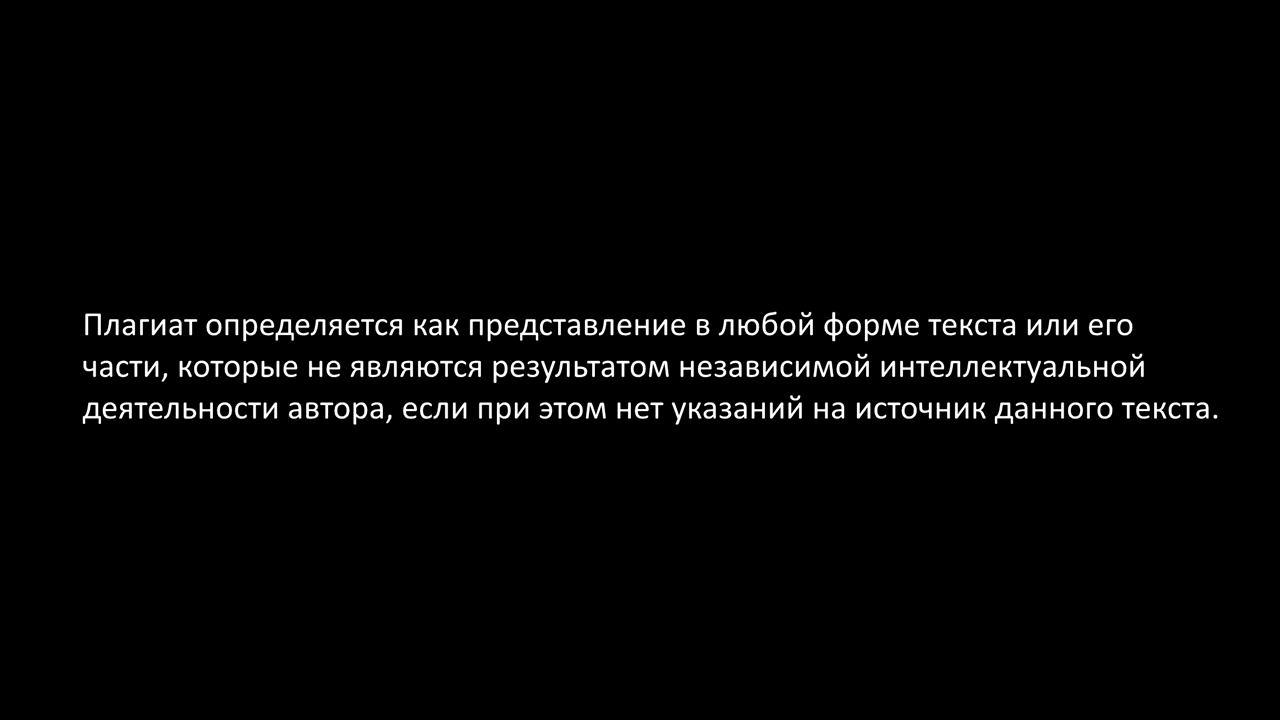 Плагиат определяется как представление в любой форме текста или его
части, которые не являются результатом независимой интеллектуальной
деятельности автора, если при этом нет указаний на источник данного текста.